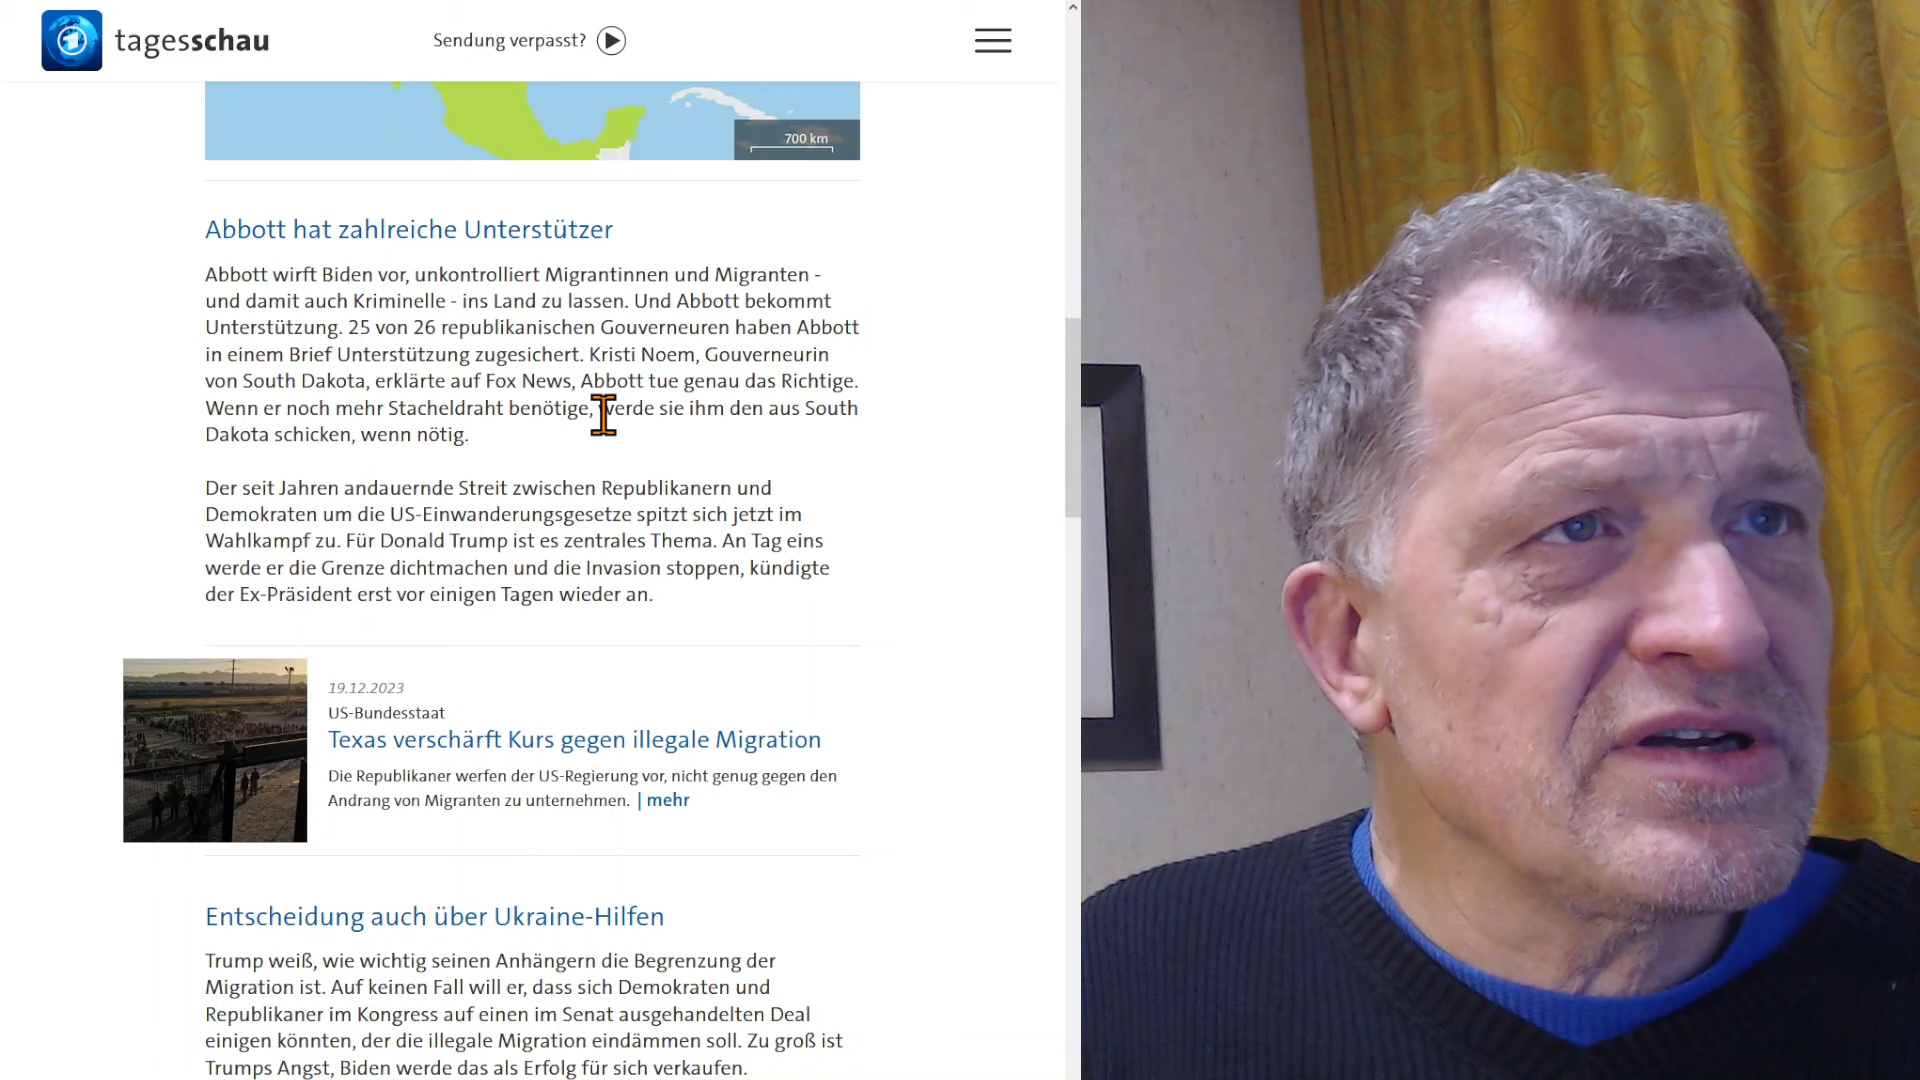 tagesschau
Sendung verpasst?
700 km
Abbott hat zahlreiche Unterstützer
Abbott wirft Biden vor, unkontrolliert Migrantinnen und Migranten -
und damit auch Kriminelle - ins Land zu lassen. Und Abbott bekommt
Unterstützung. 25 von 26 republikanischen Gouverneuren haben Abbott
in einem Brief Unterstützung zugesichert. Kristi Noem, Gouverneurin
von South Dakota, erklärte auf Fox News, Abbott tue genau das Richtige.
Wenn er noch mehr Stacheldraht benötige, werde sie ihm den aus South
Dakota schicken, wenn nötig.
Der seit Jahren andauernde Streit zwischen Republikanern und
Demokraten um die US-Einwanderungsgesetze spitzt sich jetzt im
Wahlkampf zu. Für Donald Trump ist es zentrales Thema. An Tag eins
werde er die Grenze dichtmachen und die Invasion stoppen, kündigte
der Ex-Präsident erst vor einigen Tagen wieder an.
19.12.2023
US-Bundesstaat
Texas verschärft Kurs gegen illegale Migration
Die Republikaner werfen der US-Regierung vor, nicht genug gegen den
Andrang von Migranten zu unternehmen. | mehr
Entscheidung auch über Ukraine-Hilfen
Trump weiß, wie wichtig seinen Anhängern die Begrenzung der
Migration ist. Auf keinen Fall will er, dass sich Demokraten und
Republikaner im Kongress auf einen im Senat ausgehandelten Deal
einigen könnten, der die illegale Migration eindämmen soll. Zu groß ist
Trumps Angst, Biden werde das als Erfolg für sich verkaufen.